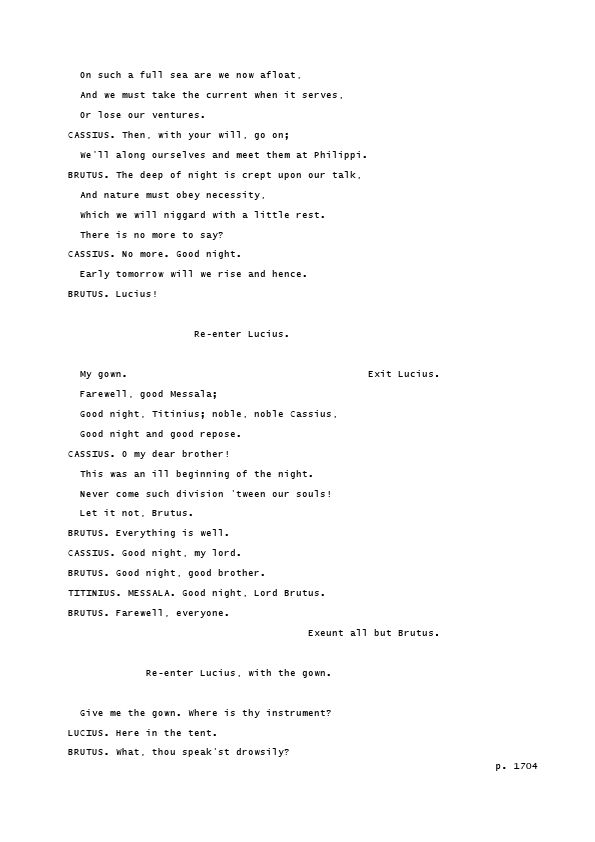 On such a full sea are we now afloat,
And we must take the current when it serves,
Or lose our ventures.
CASSIUS. Then, with your will, go on;
We'll along ourselves and meet them at Philippi.
BRUTUS. The deep of night is crept upon our talk,
And nature must obey necessity,
Which we will niggard with a little rest.
There is no more to say?
CASSIUS. No more. Good night.
Early tomorrow will we rise and hence.
BRUTUS. Lucius!
Re-enter Lucius.
My gown. Exit Lucius.
Farewell, good Messala;
Good night, Titinius; noble, noble Cassius,
Good night and good repose.
CASSIUS. O my dear brother!
This was an ill beginning of the night.
Never come such division 'tween our souls!
Let it not, Brutus.
BRUTUS. Everything is well.
CASSIUS. Good night, my lord.
BRUTUS. Good night, good brother.
TITINIUS. MESSALA. Good night, Lord Brutus.
BRUTUS. Farewell, everyone.
Exeunt all but Brutus.
Re-enter Lucius, with the gown.
Give me the gown. Where is thy instrument?
LUCIUS. Here in the tent.
BRUTUS. What, thou speak'st drowsily?
p. 1704